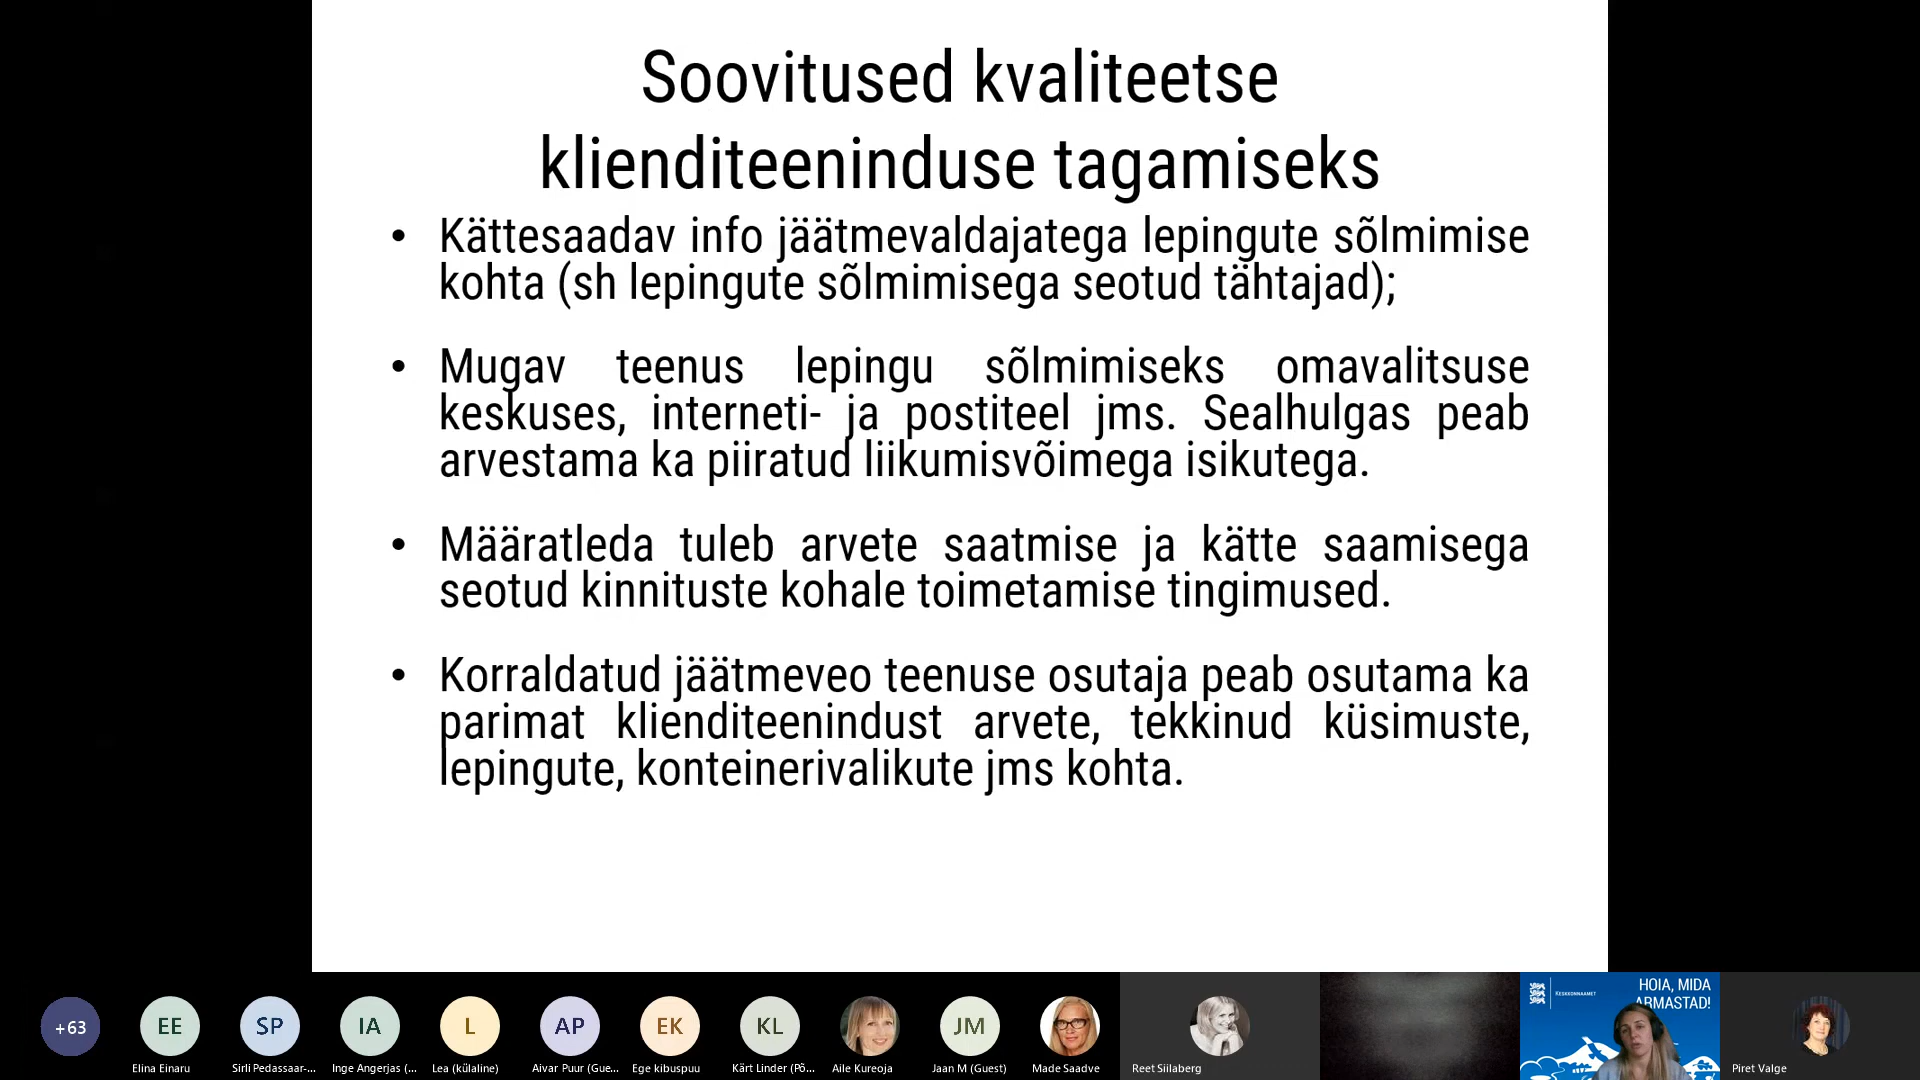 Soovitused kvaliteetse
klienditeeninduse tagamiseks
• Kättesaadav info jäätmevaldajatega lepingute sõlmimise
kohta (sh lepingute sõlmimisega seotud tähtajad);
• Mugav teenus lepingu sõlmimiseks omavalitsuse
keskuses, interneti- ja postiteel jms. Sealhulgas peab
arvestama ka piiratud liikumisvõimega isikutega.
• Määratleda tuleb arvete saatmise ja kätte saamisega
seotud kinnituste kohale toimetamise tingimused.
• Korraldatud jäätmeveo teenuse osutaja peab osutama ka
parimat klienditeenindust arvete, tekkinud küsimuste,
lepingute, konteinerivalikute jms kohta.
+63
EE
Elina Einaru
SP
Sirli Pedassaar-...
IA
Inge Angerjas (...
L
Lea (külaline)
AP
Aivar Puur (Gue...
EK
Ege kibuspuu
KL
Kärt Linder (Põ...
Aile Kureoja
JM
Jaan M (Guest)
Made Saadve
Reet Siilaberg
KESKKONNAAMET
HOIA, MIDA
ARMASTAD!
Piret Valge